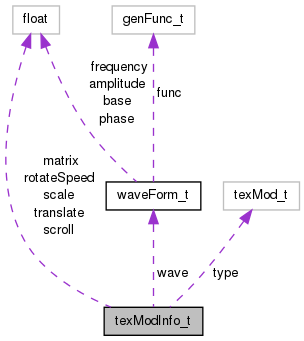 float
genFunc_t
frequency
amplitude
base
phase
func
matrix
rotateSpeed
scale
translate
scroll
waveForm_t
texMod_t
wave
type
texModInfo_t